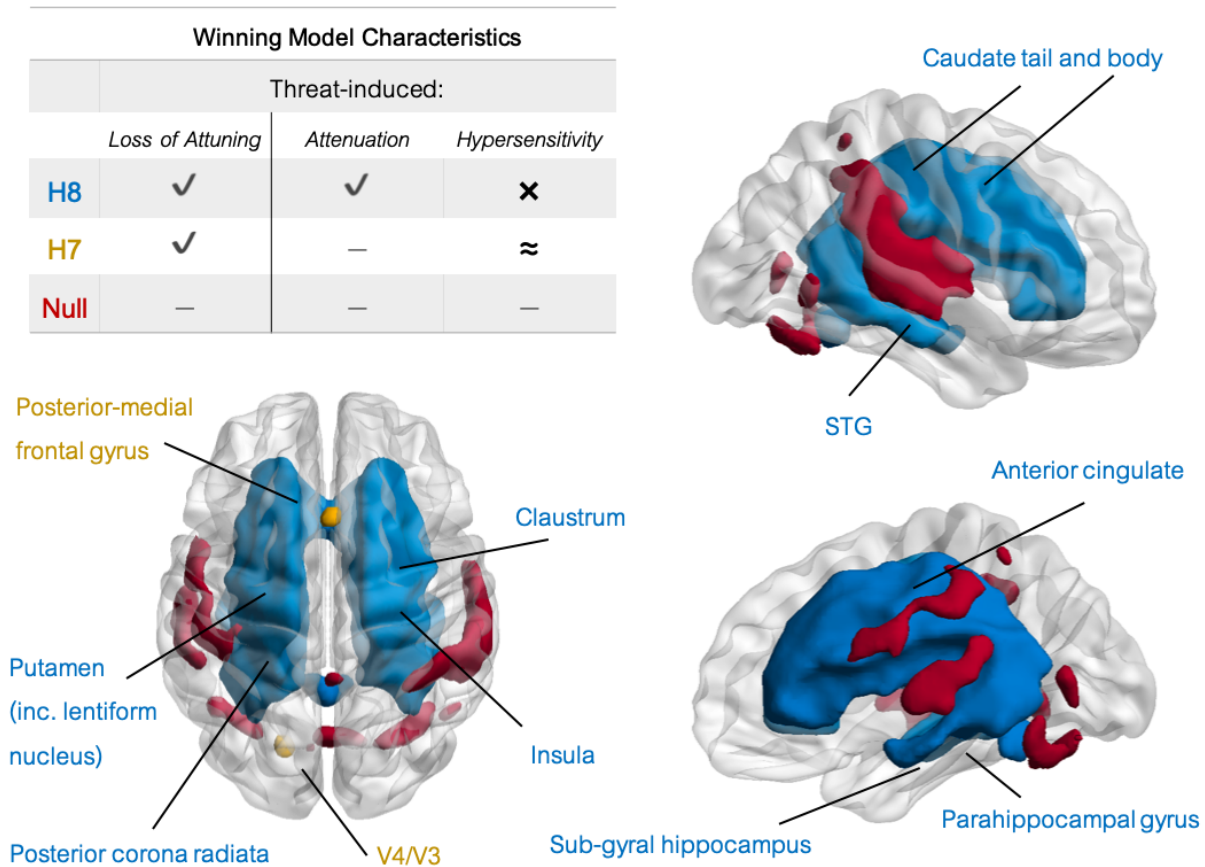 Winning Model Characteristics
Threat-induced:
Loss of Attuning Attenuation Hypersensitivity
H8 ✓ ✓ ×
H7 ✓ – ≈
Null – – –
Caudate tail and body
STG
Posterior-medial
frontal gyrus
Claustrum
Putamen
(inc. lentiform
nucleus)
Insula
Posterior corona radiata
V4/V3
Anterior cingulate
Parahippocampal gyrus
Sub-gyral hippocampus